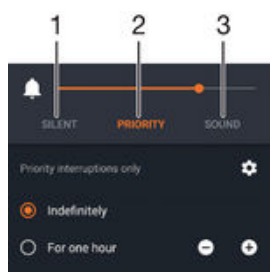 1 2 3
SILENT PRIORITY SOUND
Priority interruptions only
Indefinitely
For one hour